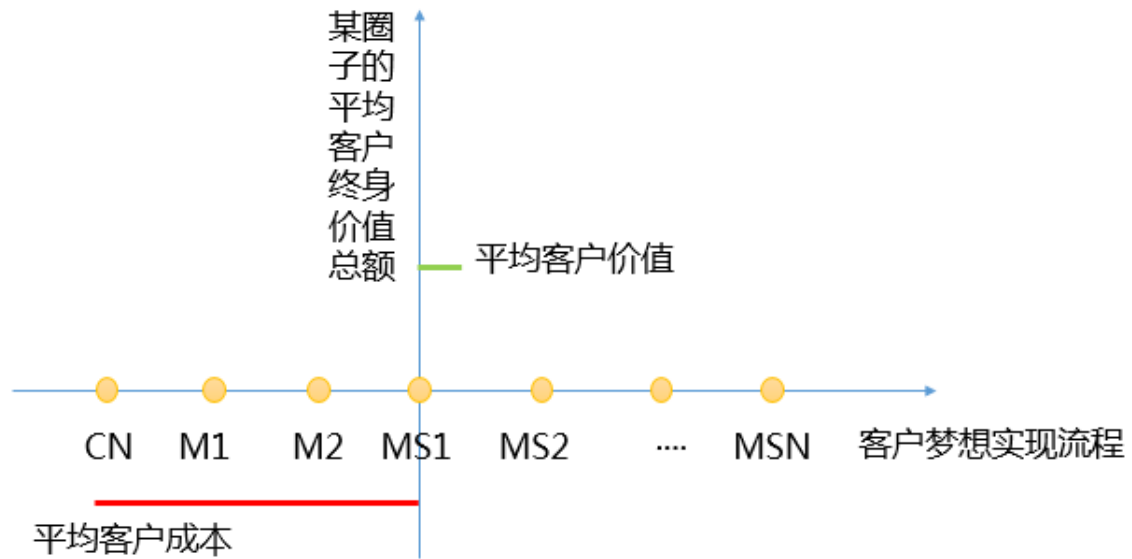 某圈
子的
平均
客户
终身
价值
总额
平均客户价值
CN M1 M2 MS1 MS2 .... MSN 客户梦想实现流程
平均客户成本